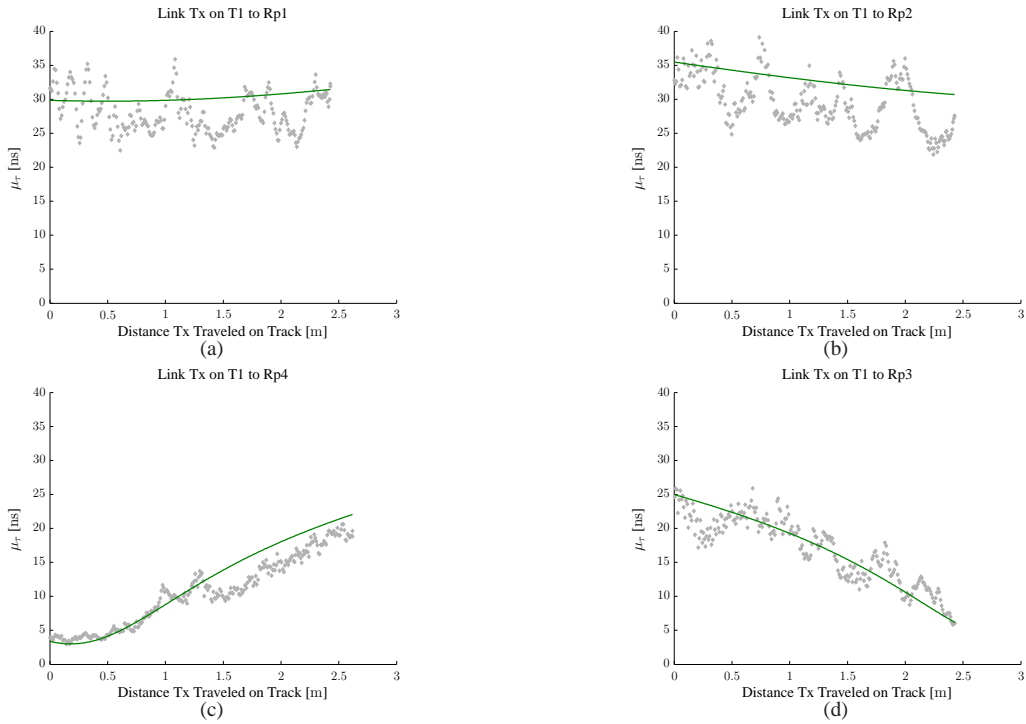 Link Tx on T1 to Rp1
40
35
30
25
20
15
10
5
0
μτ [ns]
0 0.5 1 1.5 2 2.5 3
Distance Tx Traveled on Track [m]
(a)
Link Tx on T1 to Rp2
40
35
30
25
20
15
10
5
0
μτ [ns]
0 0.5 1 1.5 2 2.5 3
Distance Tx Traveled on Track [m]
(b)
Link Tx on T1 to Rp4
40
35
30
25
20
15
10
5
0
μτ [ns]
0 0.5 1 1.5 2 2.5 3
Distance Tx Traveled on Track [m]
(c)
Link Tx on T1 to Rp3
40
35
30
25
20
15
10
5
0
μτ [ns]
0 0.5 1 1.5 2 2.5 3
Distance Tx Traveled on Track [m]
(d)